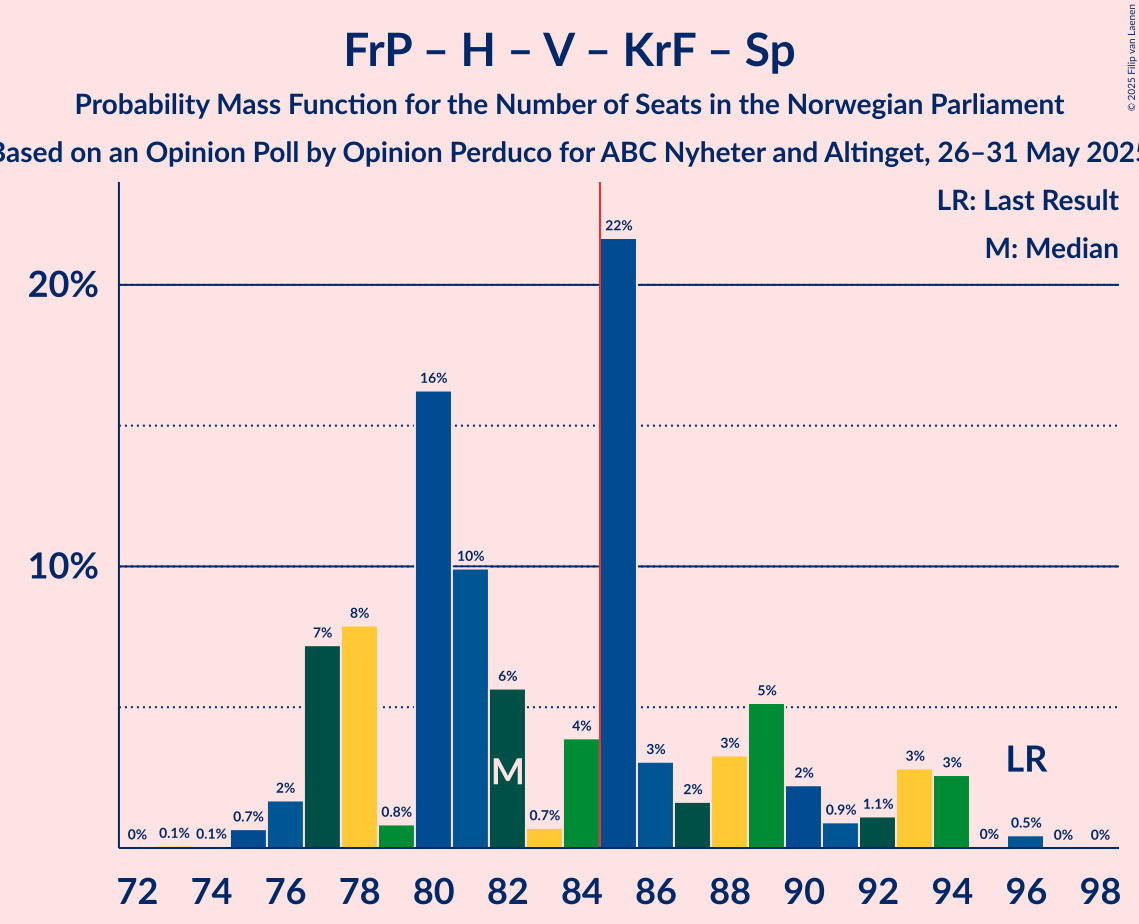 FrP – H – V – KrF – Sp
Probability Mass Function for the Number of Seats in the Norwegian Parliament
Based on an Opinion Poll by Opinion Perduco for ABC Nyheter and Altinget, 26–31 May 2025
© 2025 Filip van Laenen
LR: Last Result
M: Median
20%
10%
0% 0.1% 0.1% 0.7% 2% 7% 8% 0.8% 16% 10% 6% 0.7% 4% 22% 3% 2% 3% 5% 2% 0.9% 1.1% 3% 3% 0% 0.5% 0% 0%
M
LR
72 74 76 78 80 82 84 86 88 90 92 94 96 98